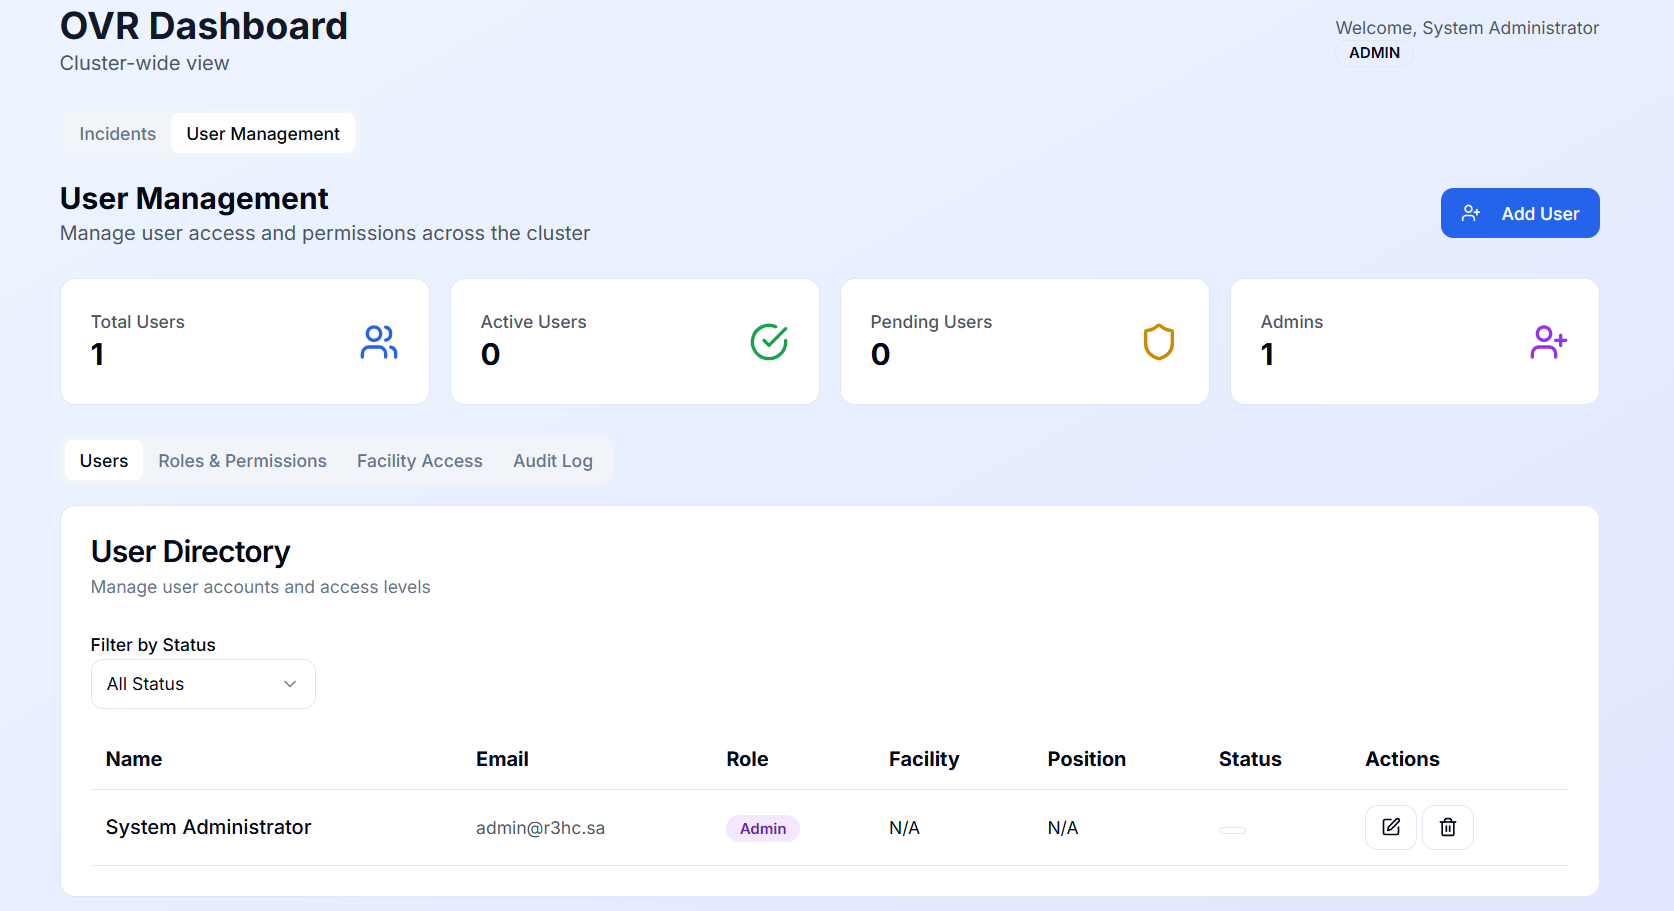 OVR Dashboard
Cluster-wide view
Welcome, System Administrator
ADMIN
Incidents User Management
User Management
Manage user access and permissions across the cluster
Add User
Total Users
1
Active Users
0
Pending Users
0
Admins
1
Users Roles & Permissions Facility Access Audit Log
User Directory
Manage user accounts and access levels
Filter by Status
All Status
Name Email Role Facility Position Status Actions
System Administrator admin@r3hc.sa Admin N/A N/A